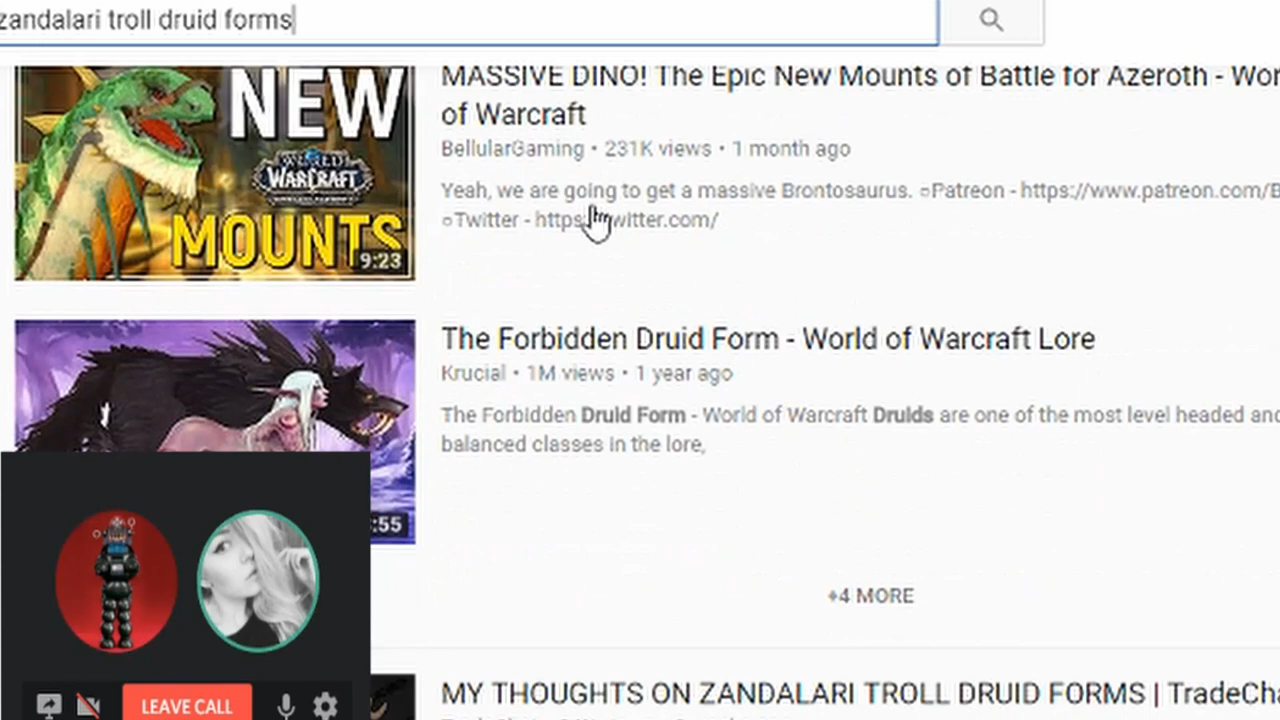 zandalari troll druid forms
NEW
WORLD
WARCRAFT
MOUNTS
9:23
MASSIVE DINO! The Epic New Mounts of Battle for Azeroth - Wor
of Warcraft
BellularGaming • 231K views • 1 month ago
Yeah, we are going to get a massive Brontosaurus. ○Patreon - https://www.patreon.com/B
○Twitter - https twitter.com/
:55
The Forbidden Druid Form - World of Warcraft Lore
Krucial • 1M views • 1 year ago
The Forbidden Druid Form - World of Warcraft Druids are one of the most level headed and
balanced classes in the lore,
+4 MORE
LEAVE CALL
MY THOUGHTS ON ZANDALARI TROLL DRUID FORMS | TradeCha